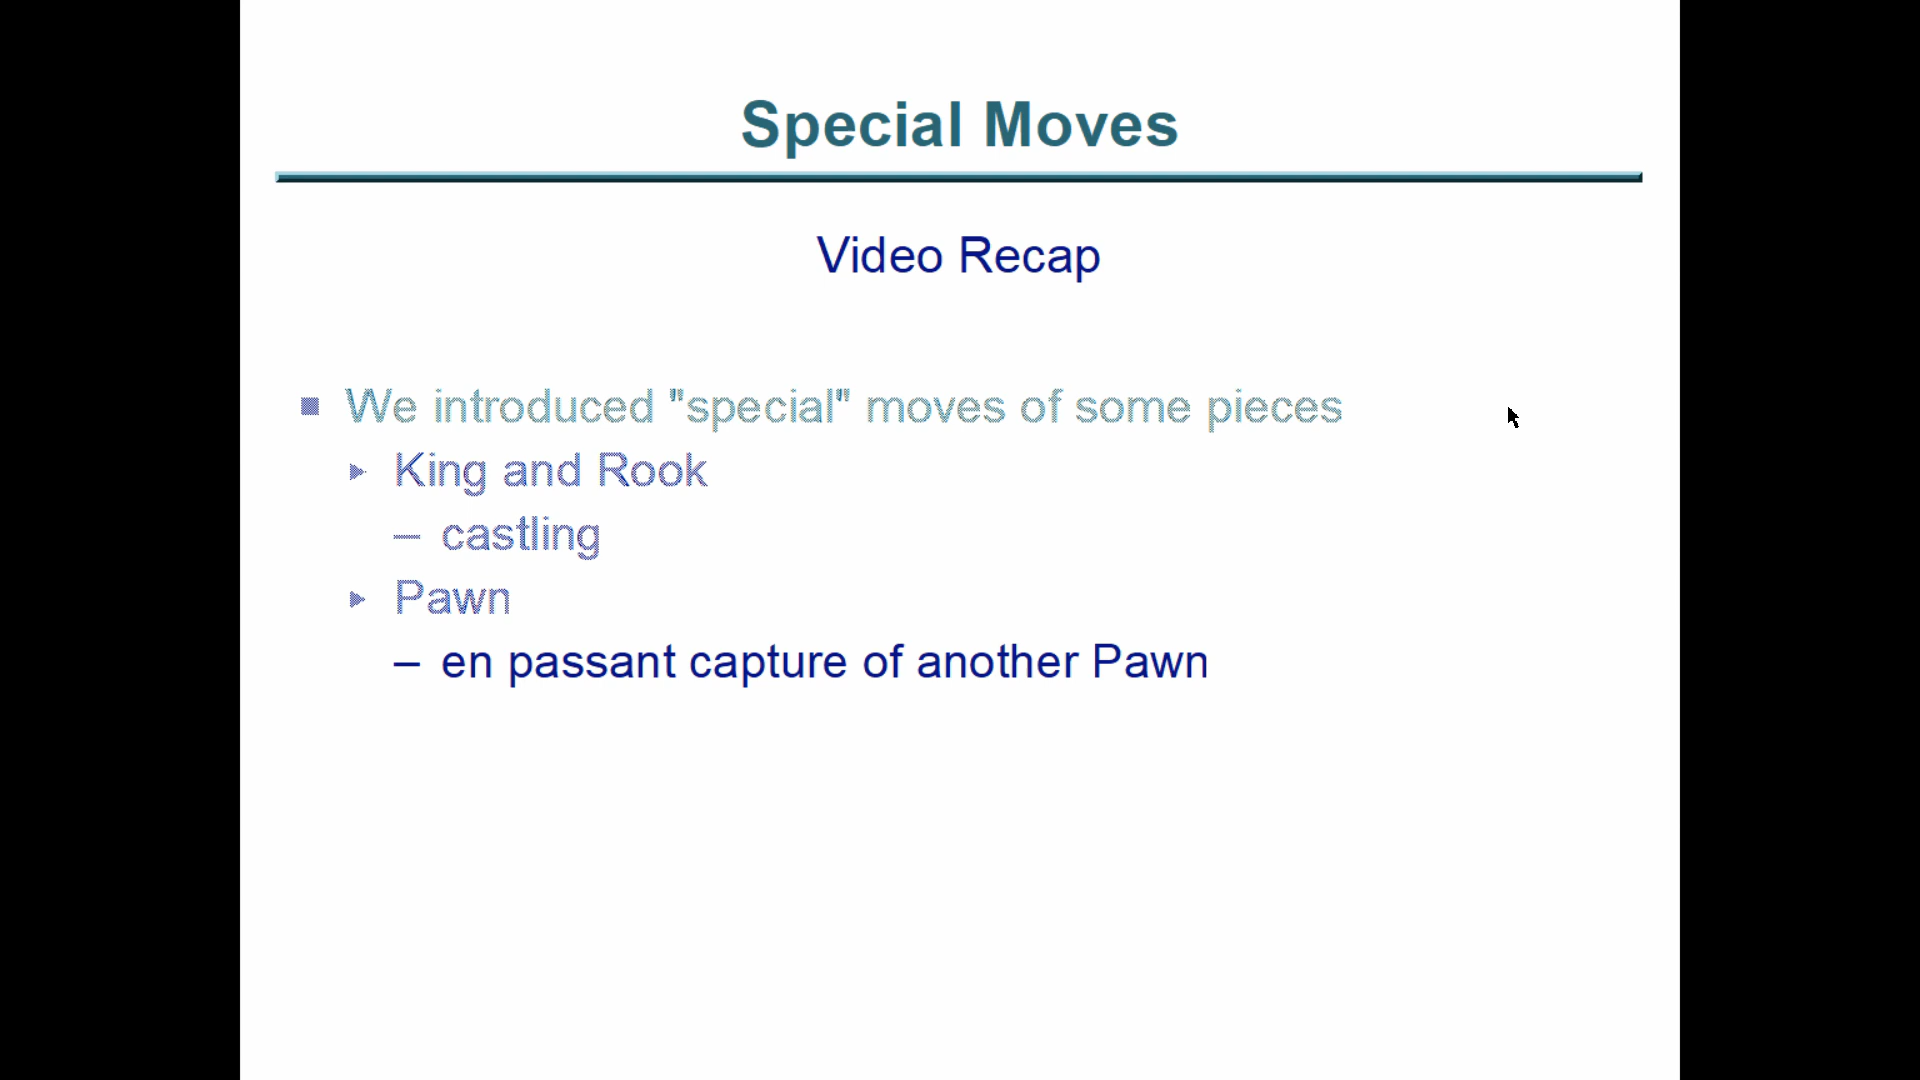 Special Moves
Video Recap
■ We introduced "special" moves of some pieces
▸ King and Rook
– castling
▸ Pawn
– en passant capture of another Pawn